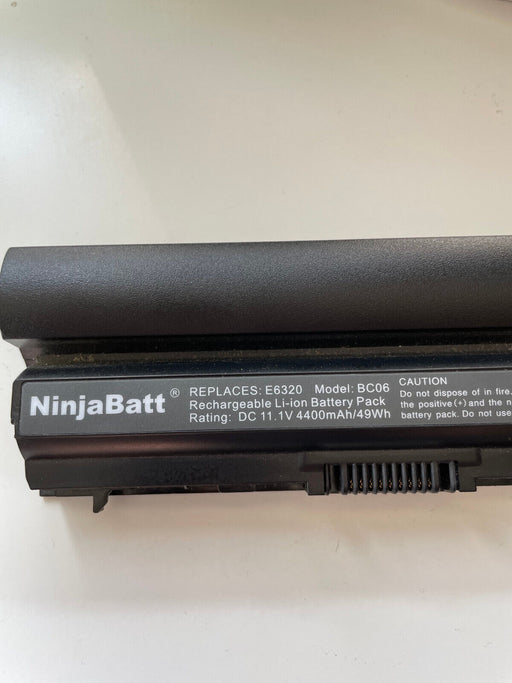 NinjaBatt ®
REPLACES: E6320 Model: BC06
Rechargeable Li-ion Battery Pack
Rating: DC 11.1V 4400mAh/49Wh
CAUTION
Do not dispose of in fire,
the positive(+) and the n
battery pack. Do not use